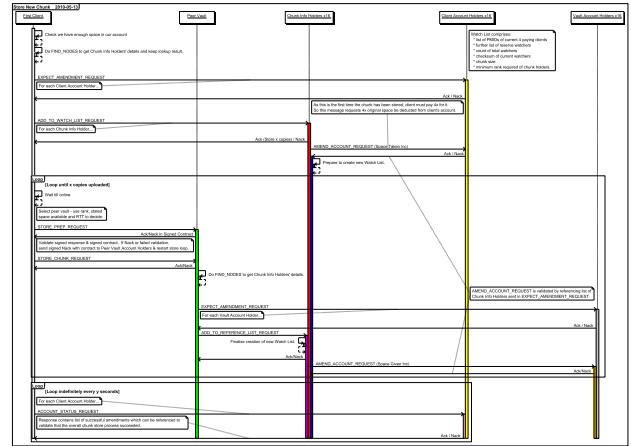 Store New Chunk 2010-05-13
First Client
Peer Vault
Chunk Info Holders x16
Client Account Holders x16
Vault Account Holders x16
Check we have enough space in our account
Do FIND_NODES to get Chunk Info Holders' details and keep lookup result.
Watch List comprises:
* list of PMIDs of current 4 paying clients
* further list of reserve watchers
* count of total watchers
* checksum of current watchers
* chunk size
* minimum rank required of chunk holders.
EXPECT_AMENDMENT_REQUEST
For each Client Account Holder...
Ack / Nack
As this is the first time the chunk has been stored, client must pay 4x for it.
So this message requests 4x original space be deducted from client's account.
ADD_TO_WATCH_LIST_REQUEST
For each Chunk Info Holder...
Ack (Store x copies) / Nack
AMEND_ACCOUNT_REQUEST (Space Taken Inc)
Ack / Nack
Prepare to create new Watch List.
Loop
[Loop until x copies uploaded]
Wait till online
Select peer vault - use rank, stated
space available and RTT to decide.
STORE_PREP_REQUEST
Ack/Nack in Signed Contract
Validate signed response & signed contract. If Nack or failed validation,
send signed Nack with contract to Peer Vault Account Holders & restart store loop.
STORE_CHUNK_REQUEST
Ack/Nack
Do FIND_NODES to get Chunk Info Holders' details.
AMEND_ACCOUNT_REQUEST is validated by referencing list of
Chunk Info Holders sent in EXPECT_AMENDMENT_REQUEST
EXPECT_AMENDMENT_REQUEST
For each Vault Account Holder...
Ack / Nack
ADD_TO_REFERENCE_LIST_REQUEST
Finalise creation of new Watch List.
Ack/Nack
AMEND_ACCOUNT_REQUEST (Space Given Inc)
Ack/Nack
Loop
[Loop indefinitely every y seconds]
For each Client Account Holder...
ACCOUNT_STATUS_REQUEST
Response contains list of successful amendments which can be referenced to
validate that the overall chunk store process succeeded.
Ack / Nack